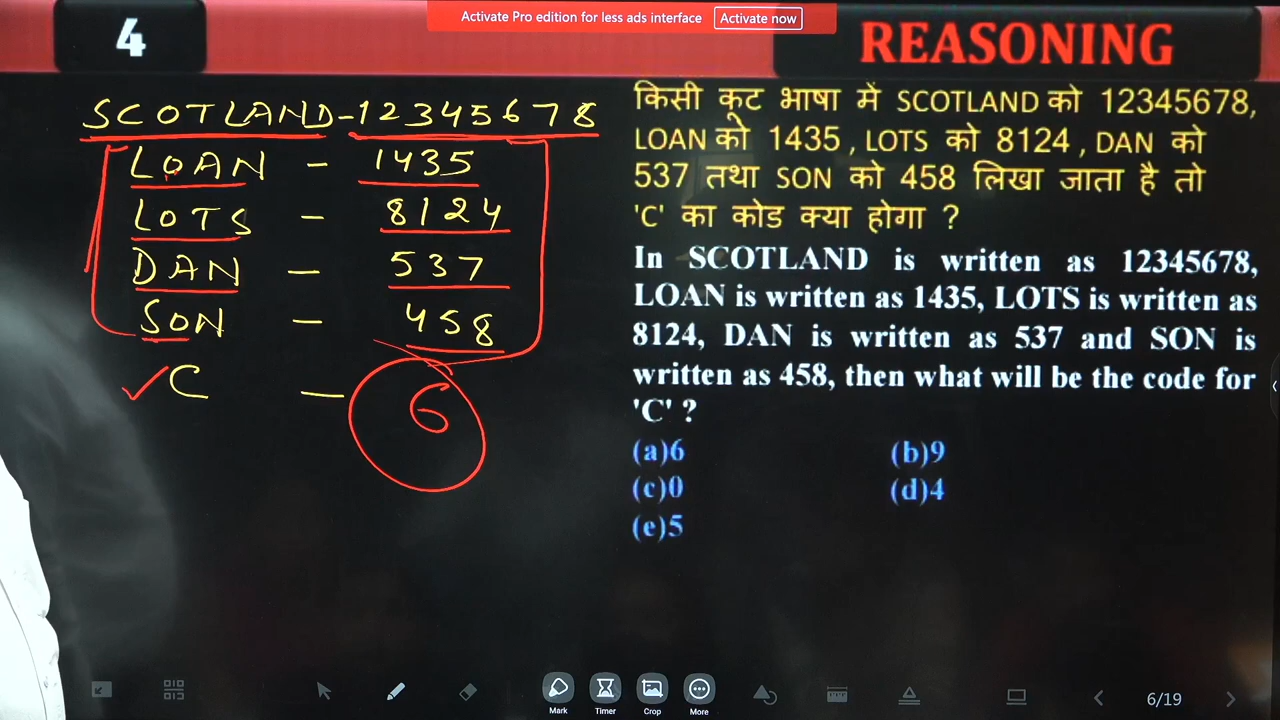 4
Activate Pro edition for less ads interface Activate now
REASONING
SCOTLAND-12345678
LOAN - 1435
LOTS - 8124
DAN - 537
SON - 458
C - 6
किसी कूट भाषा में SCOTLAND को 12345678,
LOAN को 1435 , LOTS को 8124 , DAN को
537 तथा SON को 458 लिखा जाता है तो
'C' का कोड क्या होगा ?
In SCOTLAND is written as 12345678,
LOAN is written as 1435, LOTS is written as
8124, DAN is written as 537 and SON is
written as 458, then what will be the code for
'C' ?
(a)6 (b)9
(c)0 (d)4
(e)5
Mark Timer Crop More
6/19